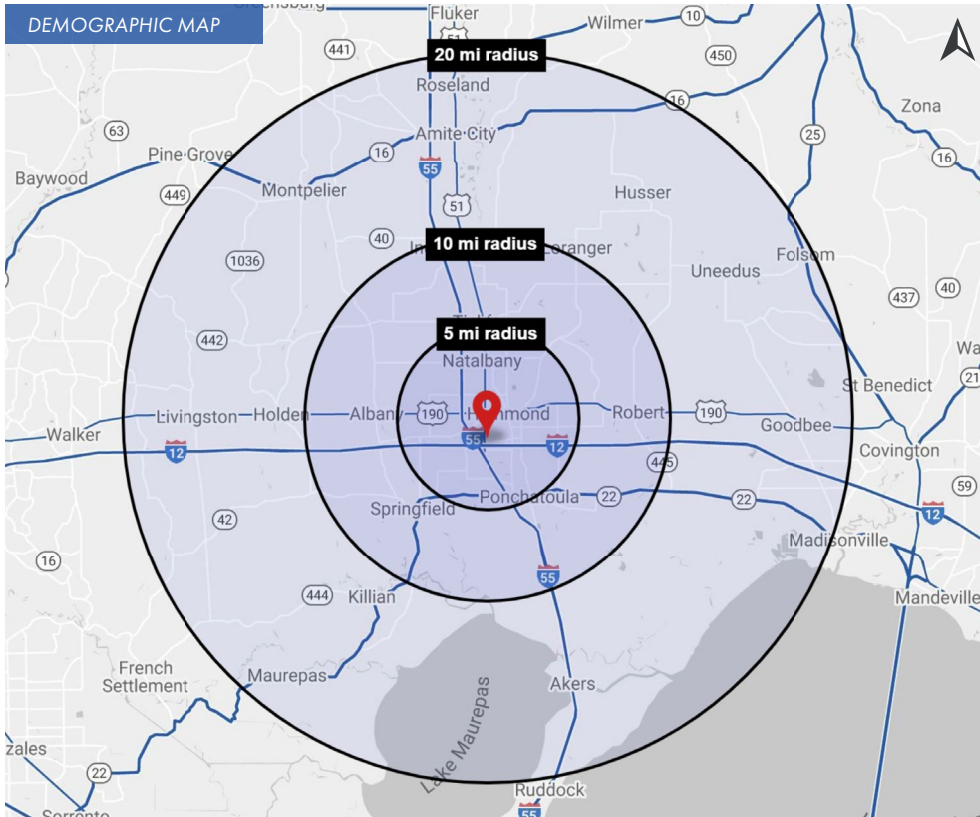 DEMOGRAPHIC MAP
Fluker
Wilmer
10
51
441
20 mi radius
450
Roseland
16
Zona
63
Amite City
25
Pine Grove
16
16
55
Baywood
Montpelier
449
51
Husser
40
10 mi radius
Loranger
Folsom
1036
Uneedus
437
40
5 mi radius
442
Natalbany
21
St Benedict
Livingston
Holden
Albany
190
Hammond
Robert
190
Goodbee
Walker
12
55
12
445
Covington
Ponchatoula
22
22
59
Springfield
42
12
Madisonville
16
55
444
Killian
Mandeville
French
Settlement
Maurepas
Akers
Lake Maurepas
22
Ruddock
55